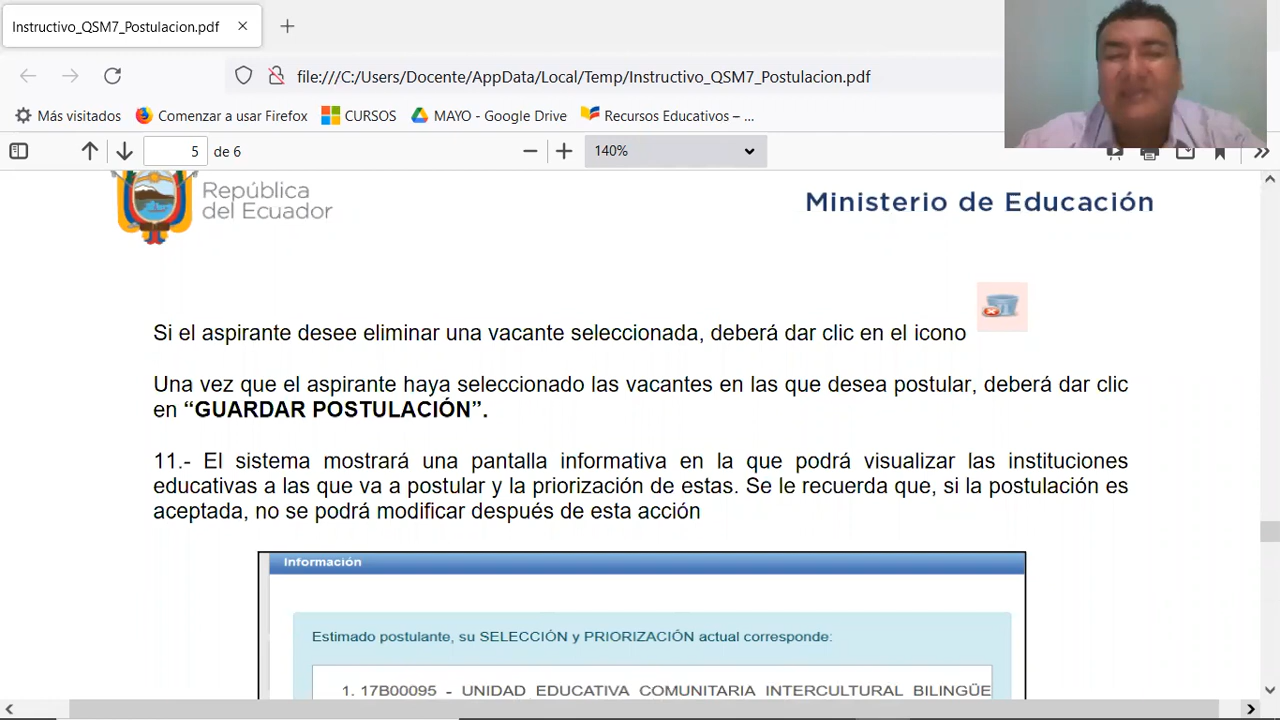 Instructivo_QSM7_Postulacion.pdf
file:///C:/Users/Docente/AppData/Local/Temp/Instructivo_QSM7_Postulacion.pdf
Más visitados Comenzar a usar Firefox CURSOS MAYO - Google Drive Recursos Educativos – ...
5 de 6 140%
República
del Ecuador
Ministerio de Educación
Si el aspirante desee eliminar una vacante seleccionada, deberá dar clic en el icono
Una vez que el aspirante haya seleccionado las vacantes en las que desea postular, deberá dar clic
en “GUARDAR POSTULACIÓN”.
11.- El sistema mostrará una pantalla informativa en la que podrá visualizar las instituciones
educativas a las que va a postular y la priorización de estas. Se le recuerda que, si la postulación es
aceptada, no se podrá modificar después de esta acción
Información
Estimado postulante, su SELECCIÓN y PRIORIZACIÓN actual corresponde:
1. 17B00095 - UNIDAD EDUCATIVA COMUNITARIA INTERCULTURAL BILINGÜE